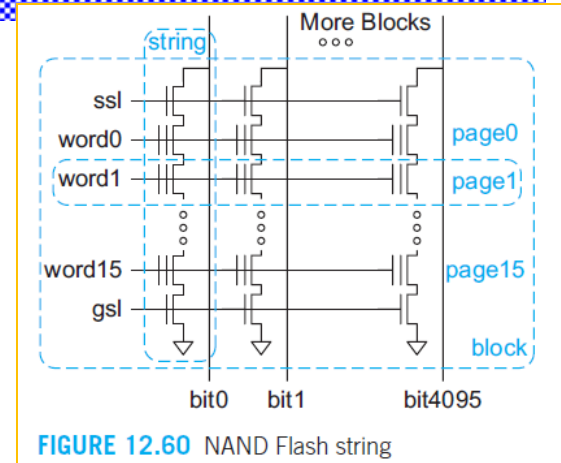 More Blocks
string
ssl
word0 page0
word1 page1
word15 page15
gsl
block
bit0 bit1 bit4095
FIGURE 12.60 NAND Flash string